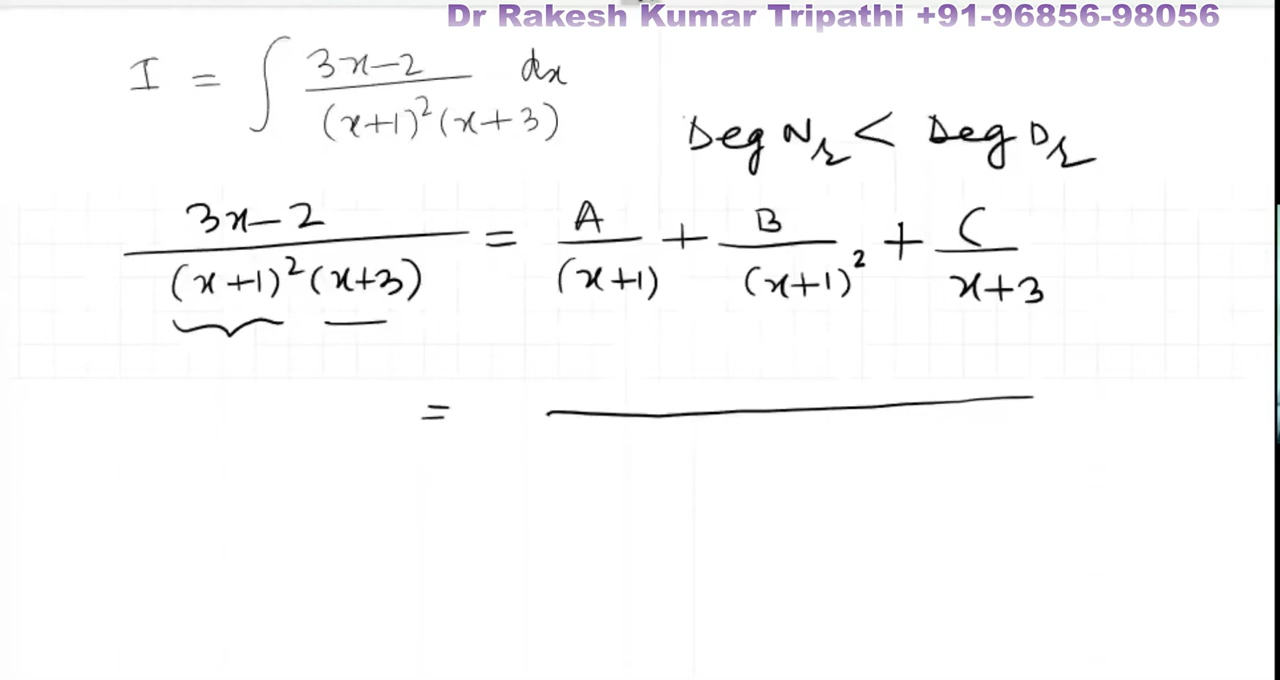 Dr Rakesh Kumar Tripathi +91-96856-98056
I = ∫ (3x-2)/((x+1)²(x+3)) dx
Deg Nr < Deg Dr
(3x-2)/((x+1)²(x+3)) = A/(x+1) + B/(x+1)² + C/(x+3)
=